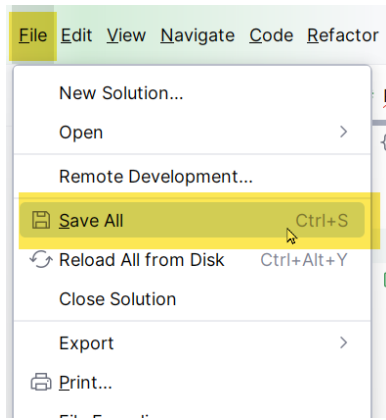 File Edit View Navigate Code Refactor
New Solution...
Open
Remote Development...
Save All Ctrl+S
Reload All from Disk Ctrl+Alt+Y
Close Solution
Export
Print...